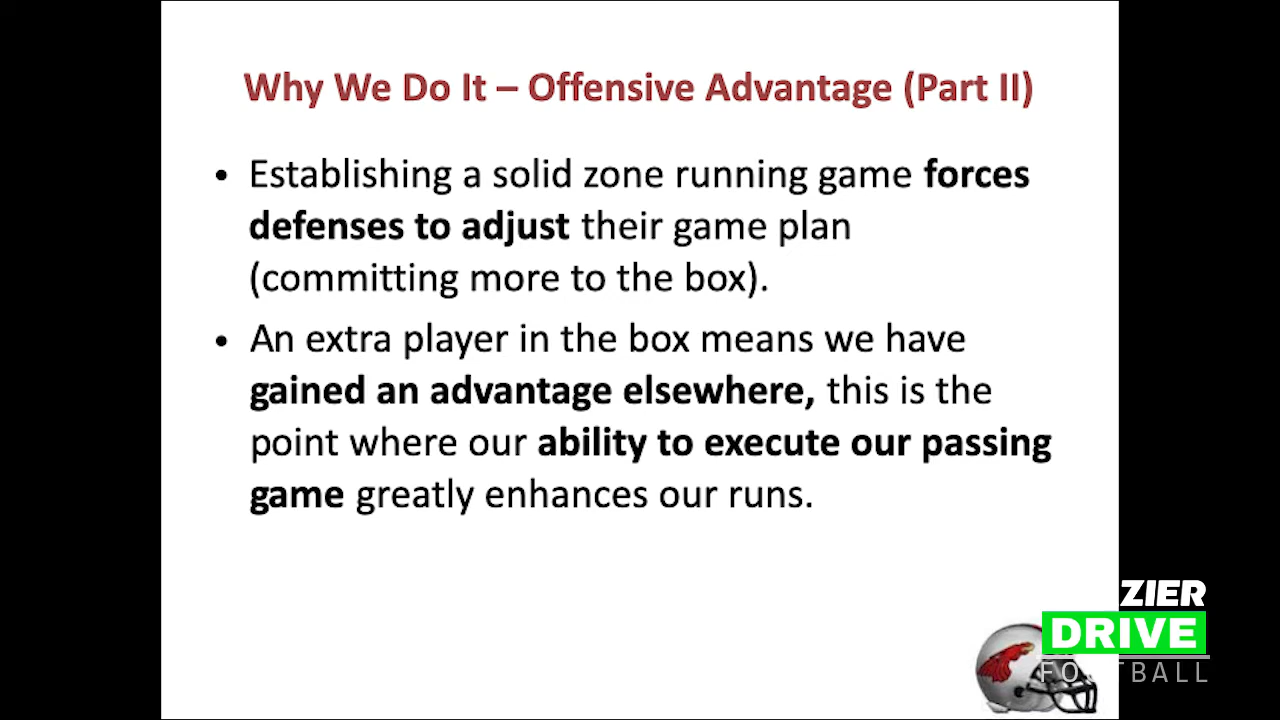 Why We Do It – Offensive Advantage (Part II)
• Establishing a solid zone running game forces
defenses to adjust their game plan
(committing more to the box).
• An extra player in the box means we have
gained an advantage elsewhere, this is the
point where our ability to execute our passing
game greatly enhances our runs.
ZIER
DRIVE
FOOTBALL